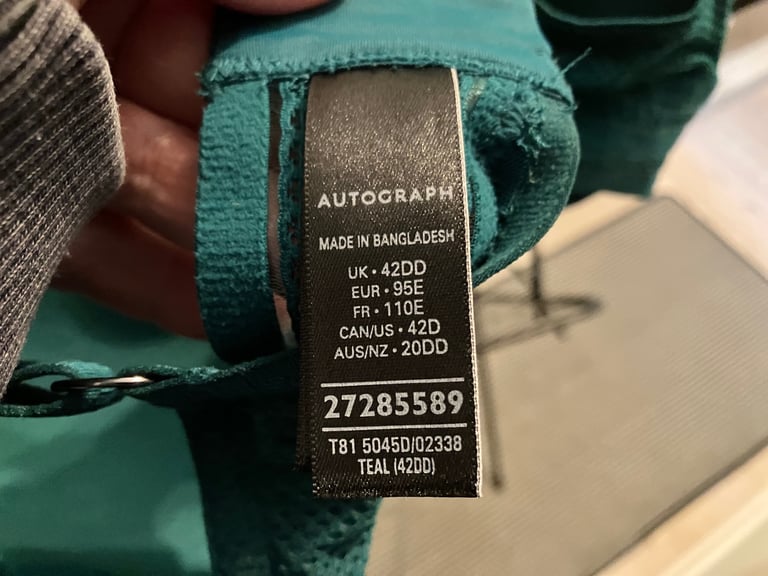 AUTOGRAPH
MADE IN BANGLADESH
UK • 42DD
EUR • 95E
FR • 110E
CAN/US • 42D
AUS/NZ • 20DD
27285589
T81 5045D/02338
TEAL (42DD)